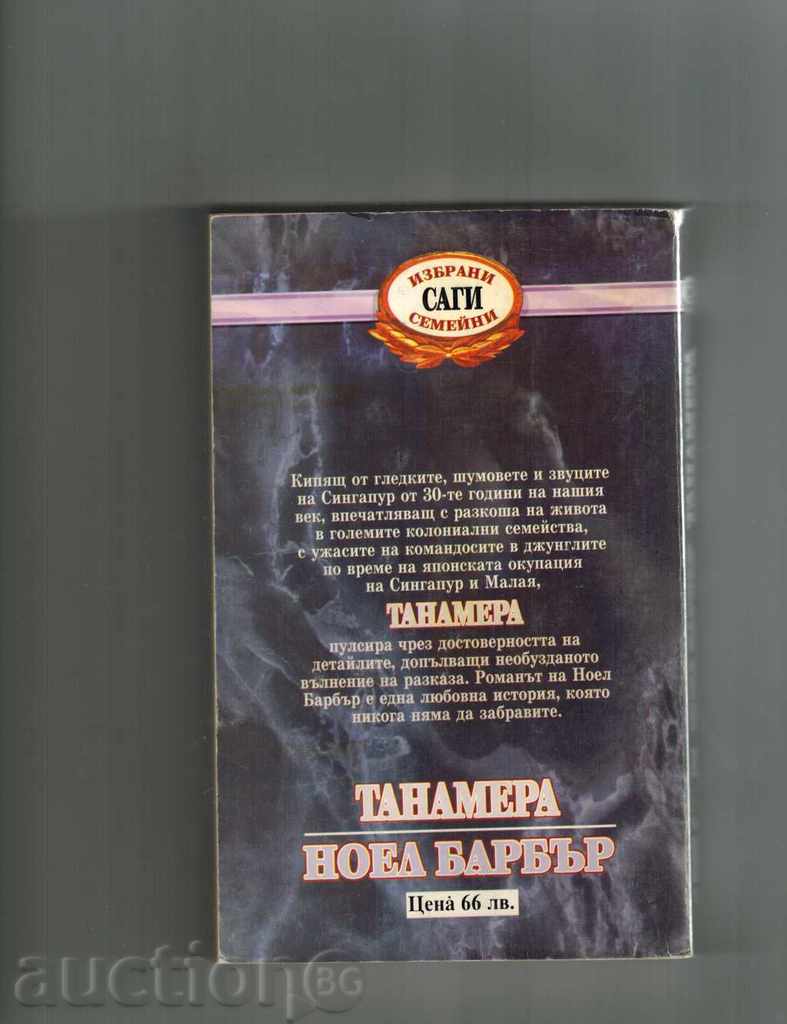 ИЗБРАНИ
САГИ
СЕМЕЙНИ
Кипящ от гледките, шумовете и звуците
на Сингапур от 30-те години на нашия
век, впечатляващ с разкоша на живота
в големите колониални семейства,
с ужасите на командосите в джунглите
по време на японската окупация
на Сингапур и Малая,
ТАНАМЕРА
пулсира чрез достоверността на
детайлите, допълващи необузданото
вълнение на разказа. Романът на Ноел
Барбър е една любовна история, която
никога няма да забравите.
ТАНАМЕРА
НОЕЛ БАРБЪР
Цена 66 лв.
auctionBG